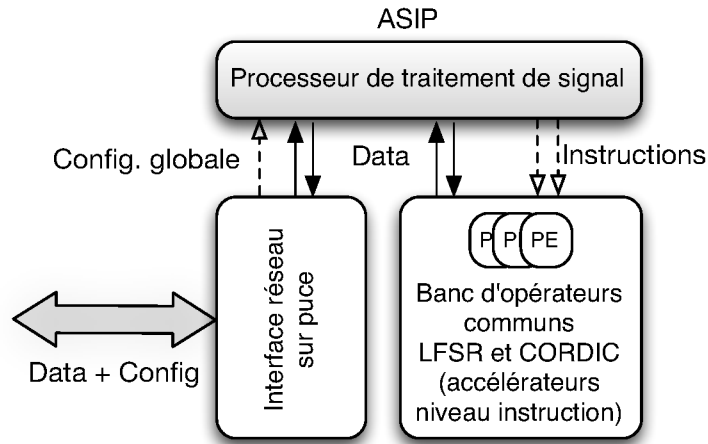 ASIP
Processeur de traitement de signal
Config. globale
Data
Instructions
P P PE
Banc d'opérateurs
communs
LFSR et CORDIC
(accélérateurs
niveau instruction)
Interface réseau
sur puce
Data + Config